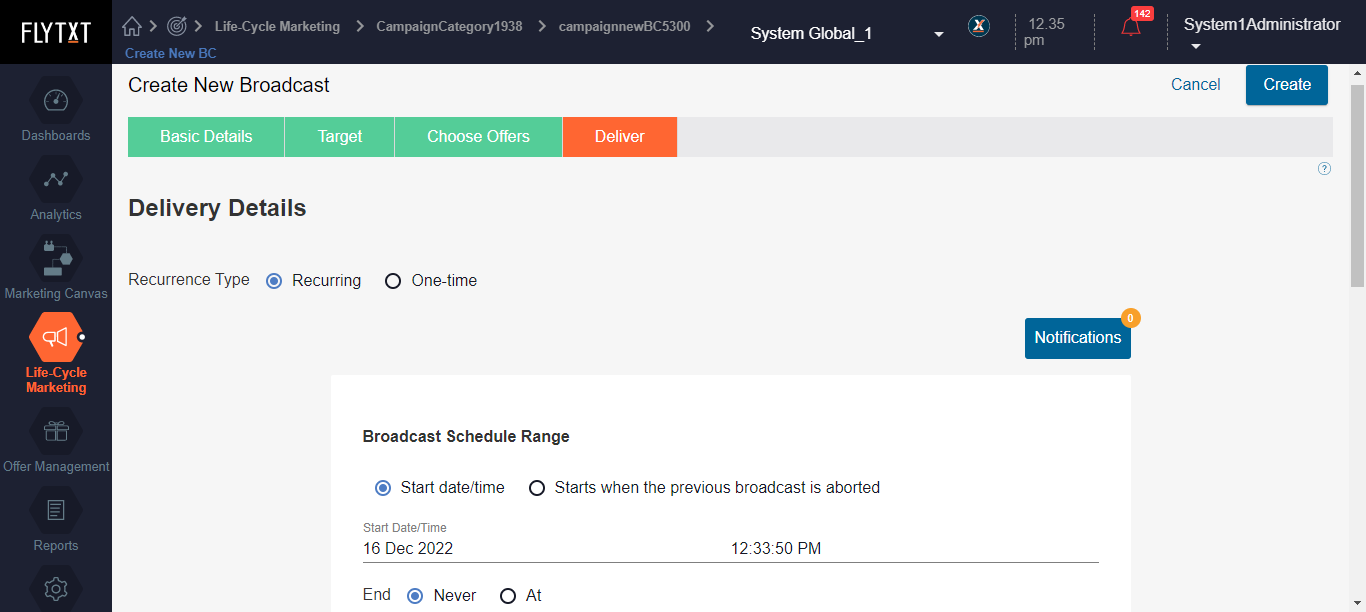 FLYTXT
Life-Cycle Marketing
CampaignCategory1938
campaignnewBC5300
Create New BC
System Global_1
X
12.35
pm
142
System1Administrator
Dashboards
Analytics
Marketing Canvas
Life-Cycle
Marketing
Offer Management
Reports
Create New Broadcast
Cancel
Create
Basic Details
Target
Choose Offers
Deliver
?
Delivery Details
Recurrence Type
Recurring
One-time
0
Notifications
Broadcast Schedule Range
Start date/time
Starts when the previous broadcast is aborted
Start Date/Time
16 Dec 2022
12:33:50 PM
End
Never
At